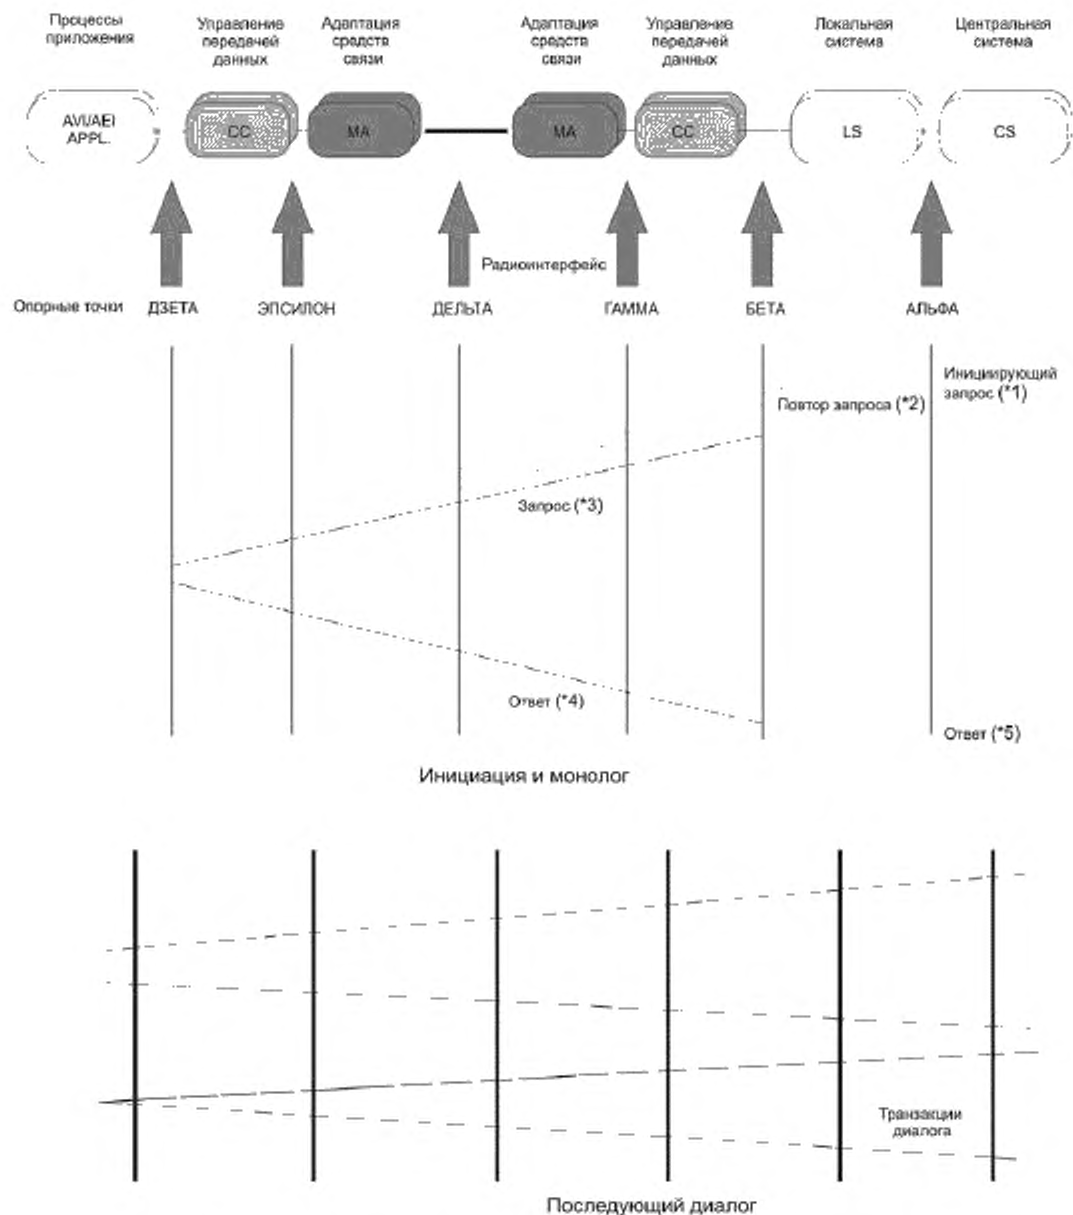 Процессы
приложения
Управление
передачей
данных
Адаптация
средств
связи
Адаптация
средств
связи
Управление
передачей
данных
Локальная
система
Центральная
система
AVI/AEI
APPL.
CC
MA
MA
CC
LS
CS
Радиоинтерфейс
Опорные точки
ДЗЕТА
ЭПСИЛОН
ДЕЛЬТА
ГАММА
БЕТА
АЛЬФА
Инициирующий
запрос (*1)
Повтор запроса (*2)
Запрос (*3)
Ответ (*4)
Ответ (*5)
Инициация и монолог
Транзакции
диалога
Последующий диалог